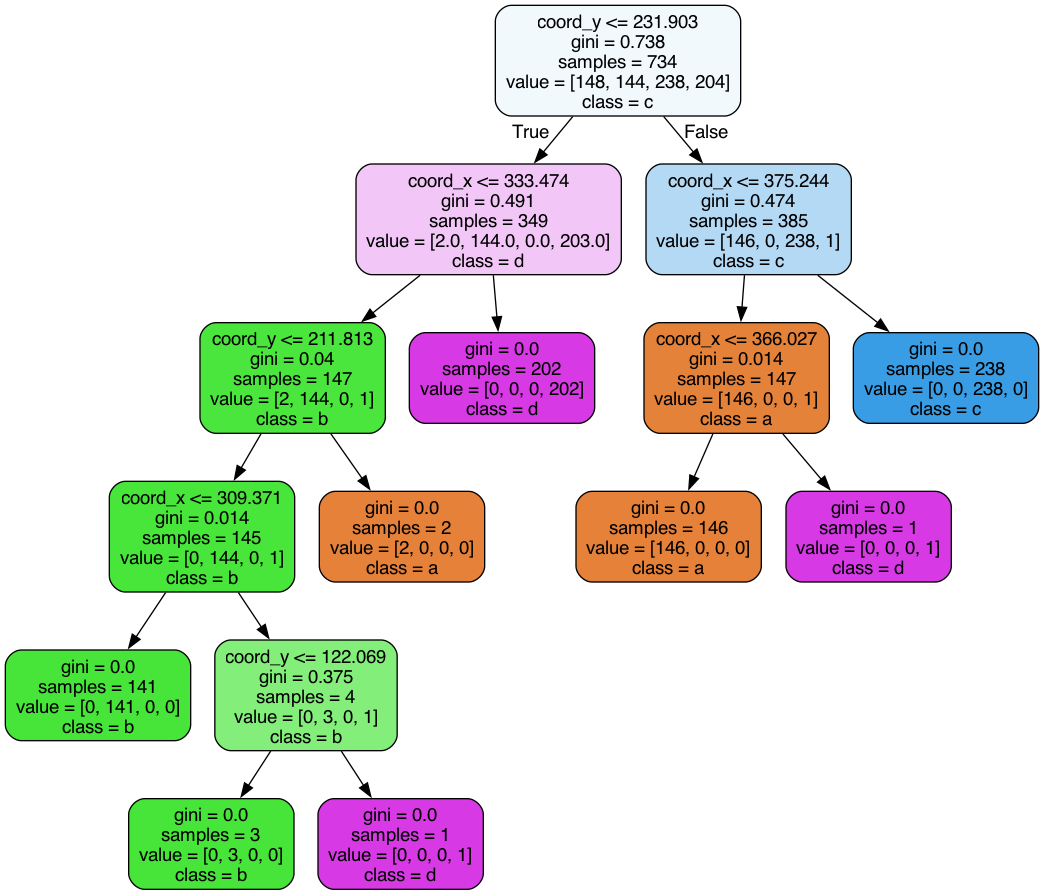 coord_y <= 231.903
gini = 0.738
samples = 734
value = [148, 144, 238, 204]
class = c
True
False
coord_x <= 333.474
gini = 0.491
samples = 349
value = [2.0, 144.0, 0.0, 203.0]
class = d
coord_x <= 375.244
gini = 0.474
samples = 385
value = [146, 0, 238, 1]
class = c
coord_y <= 211.813
gini = 0.04
samples = 147
value = [2, 144, 0, 1]
class = b
gini = 0.0
samples = 202
value = [0, 0, 0, 202]
class = d
coord_x <= 366.027
gini = 0.014
samples = 147
value = [146, 0, 0, 1]
class = a
gini = 0.0
samples = 238
value = [0, 0, 238, 0]
class = c
coord_x <= 309.371
gini = 0.014
samples = 145
value = [0, 144, 0, 1]
class = b
gini = 0.0
samples = 2
value = [2, 0, 0, 0]
class = a
gini = 0.0
samples = 146
value = [146, 0, 0, 0]
class = a
gini = 0.0
samples = 1
value = [0, 0, 0, 1]
class = d
gini = 0.0
samples = 141
value = [0, 141, 0, 0]
class = b
coord_y <= 122.069
gini = 0.375
samples = 4
value = [0, 3, 0, 1]
class = b
gini = 0.0
samples = 3
value = [0, 3, 0, 0]
class = b
gini = 0.0
samples = 1
value = [0, 0, 0, 1]
class = d